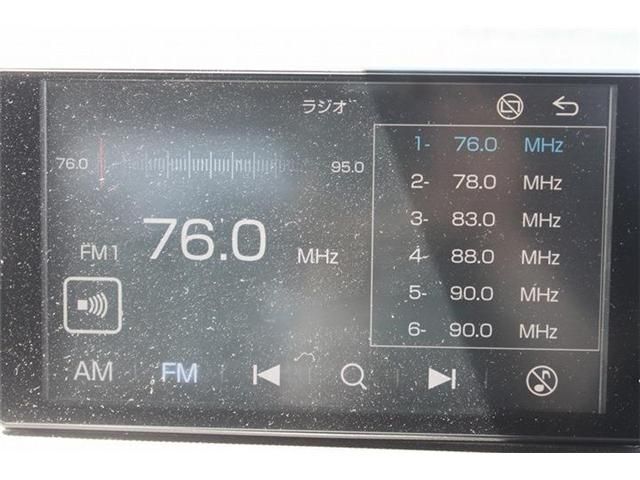 ラジオ
76.0 95.0
FM1 76.0 MHz
1- 76.0 MHz
2- 78.0 MHz
3- 83.0 MHz
4- 88.0 MHz
5- 90.0 MHz
6- 90.0 MHz
AM FM